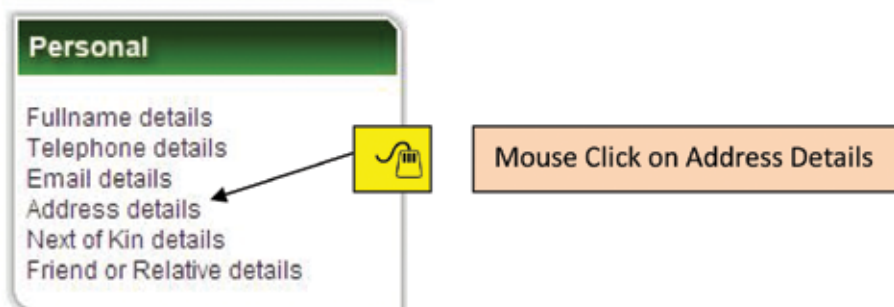 Personal
Fullname details
Telephone details
Email details
Address details
Next of Kin details
Friend or Relative details
Mouse Click on Address Details